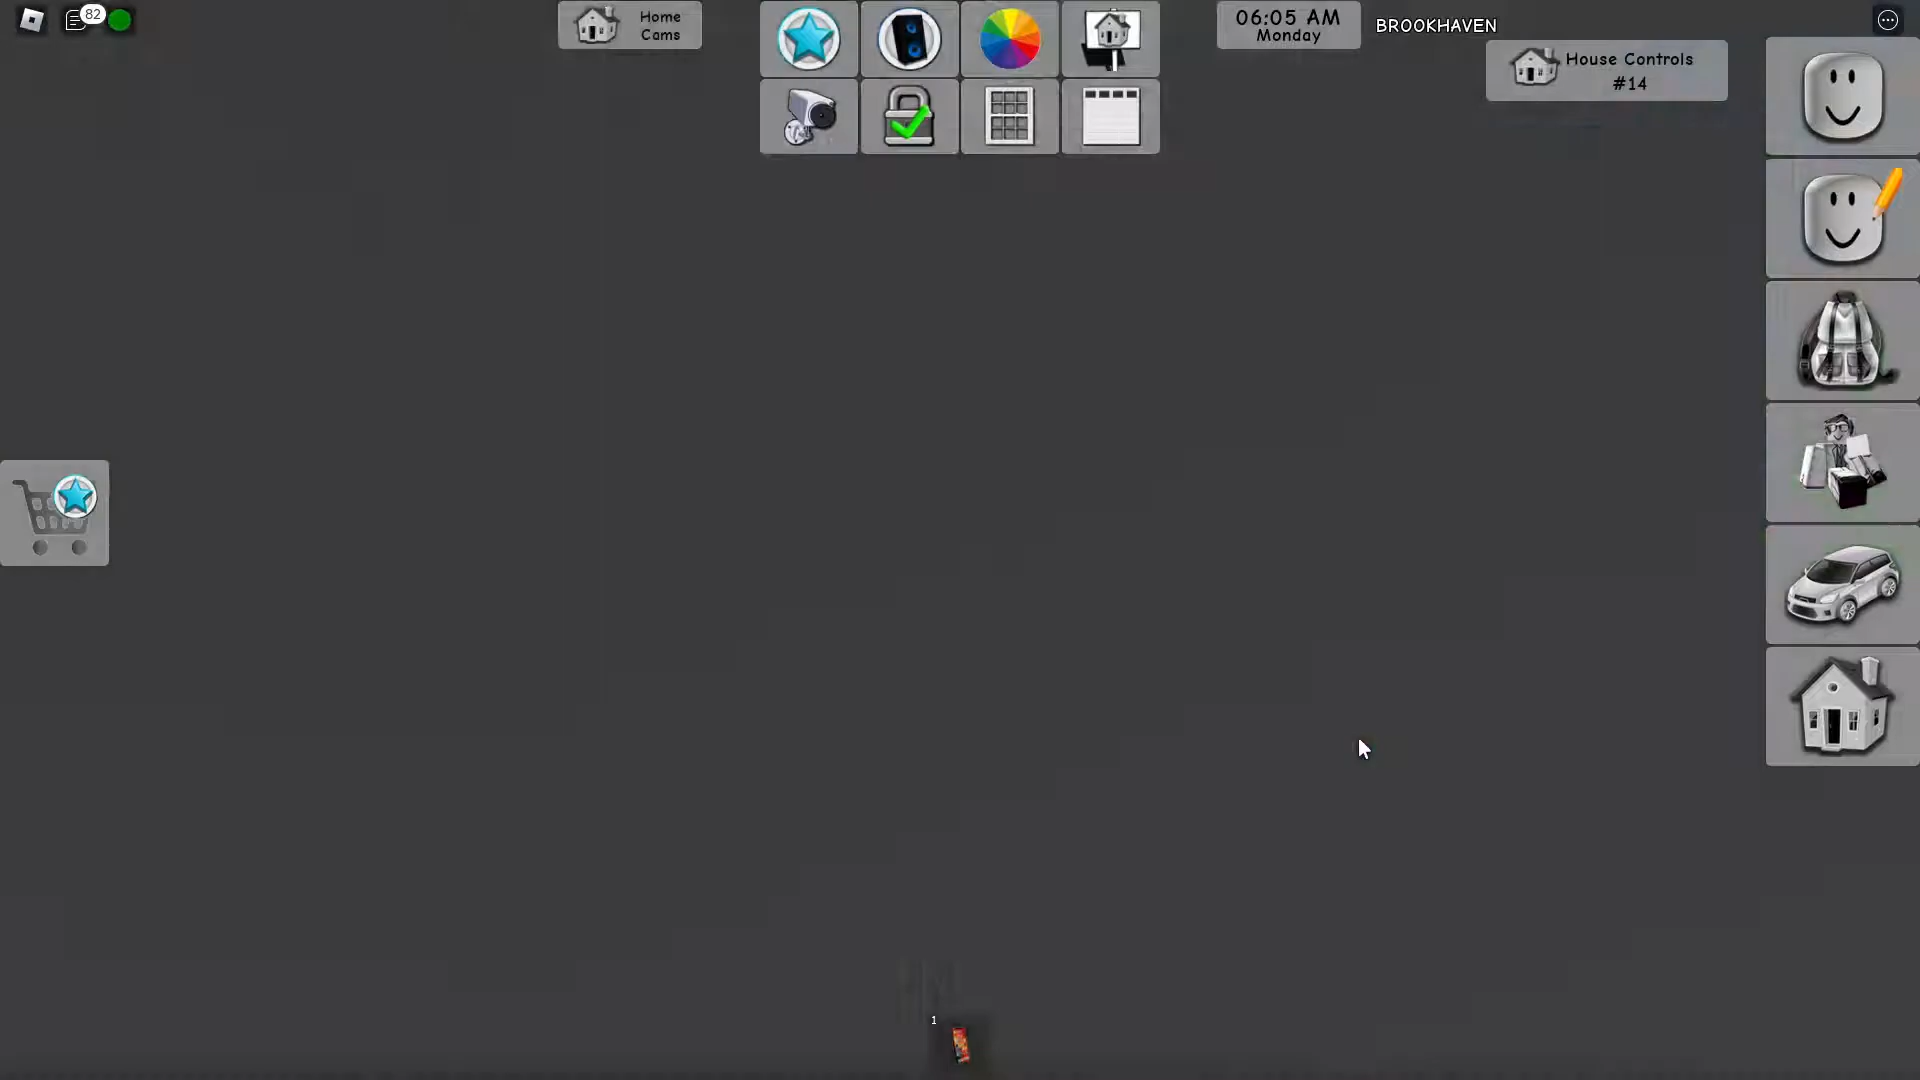 82
Home
Cams
06:05 AM
Monday
BROOKHAVEN
House Controls
#14
1